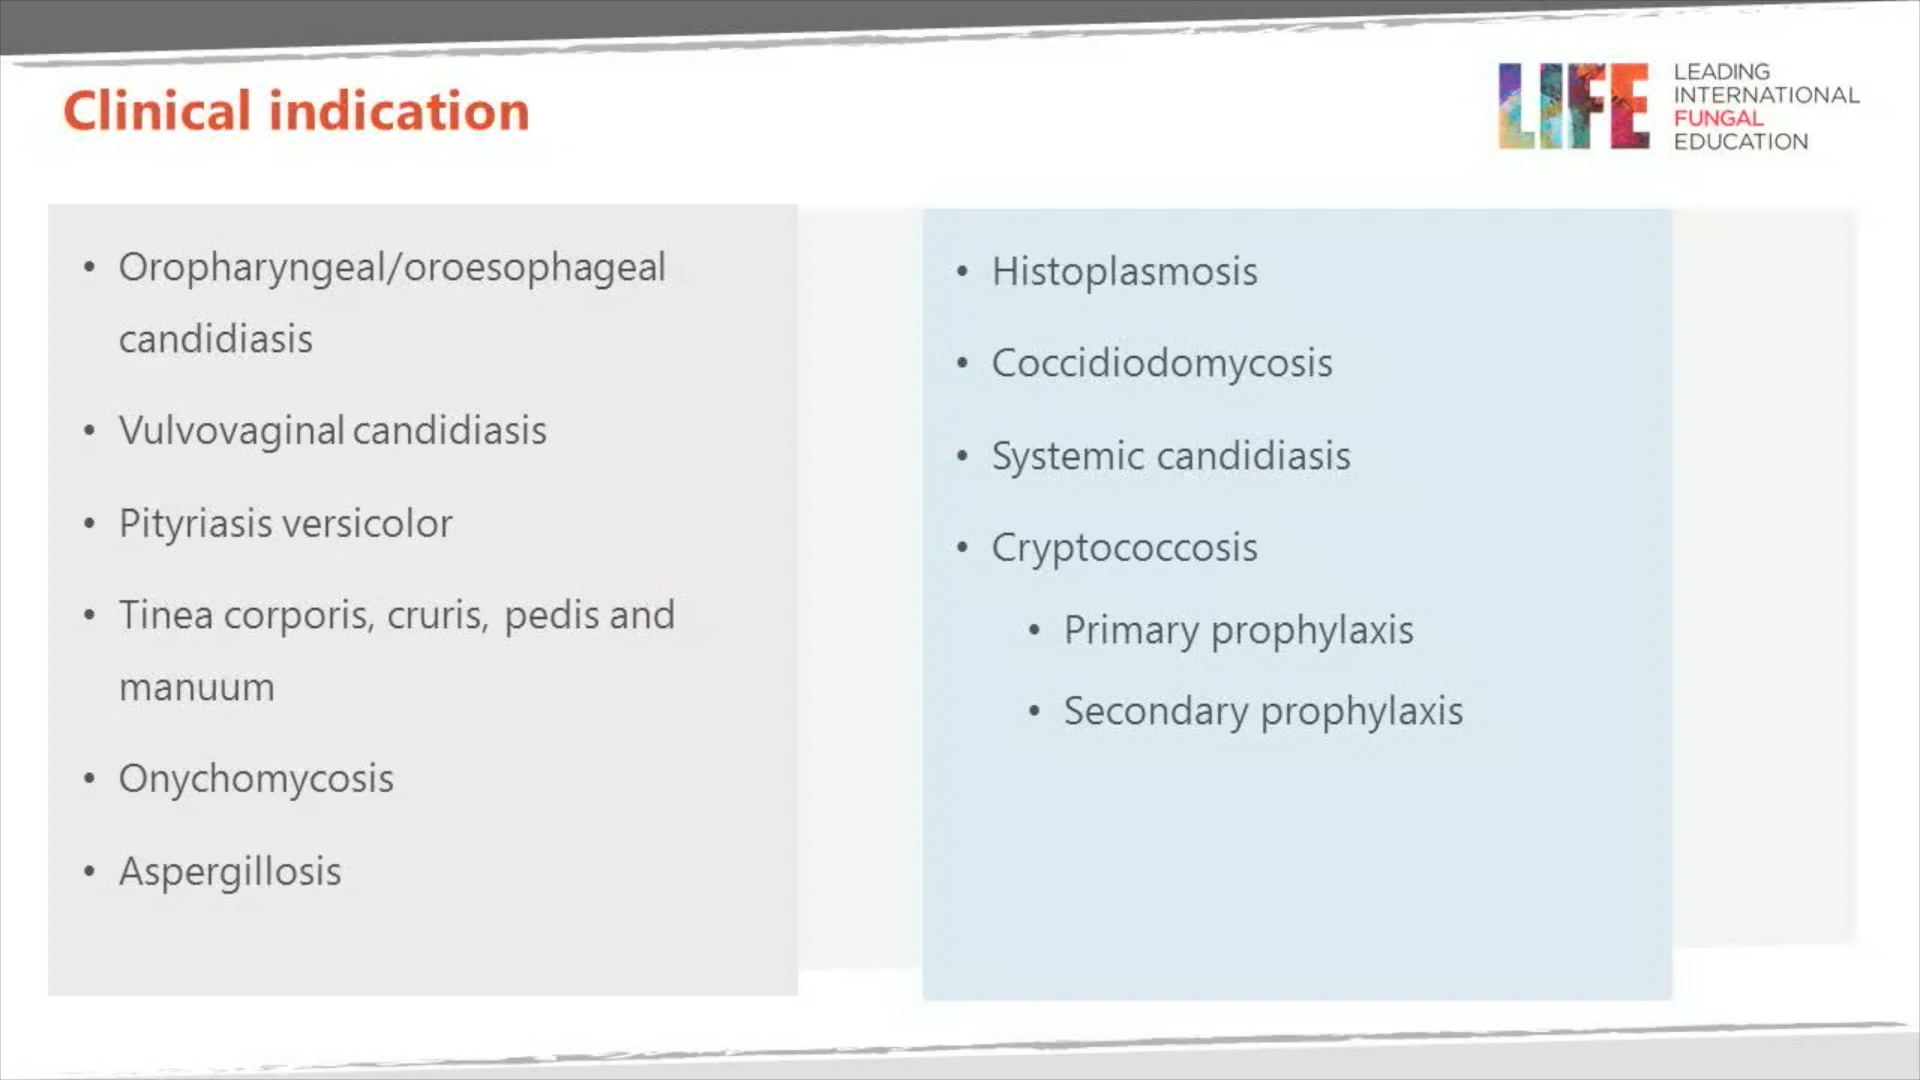 Clinical indication
LIFE
LEADING
INTERNATIONAL
FUNGAL
EDUCATION
• Oropharyngeal/oroesophageal
candidiasis
• Vulvovaginal candidiasis
• Pityriasis versicolor
• Tinea corporis, cruris, pedis and
manuum
• Onychomycosis
• Aspergillosis
• Histoplasmosis
• Coccidiodomycosis
• Systemic candidiasis
• Cryptococcosis
• Primary prophylaxis
• Secondary prophylaxis